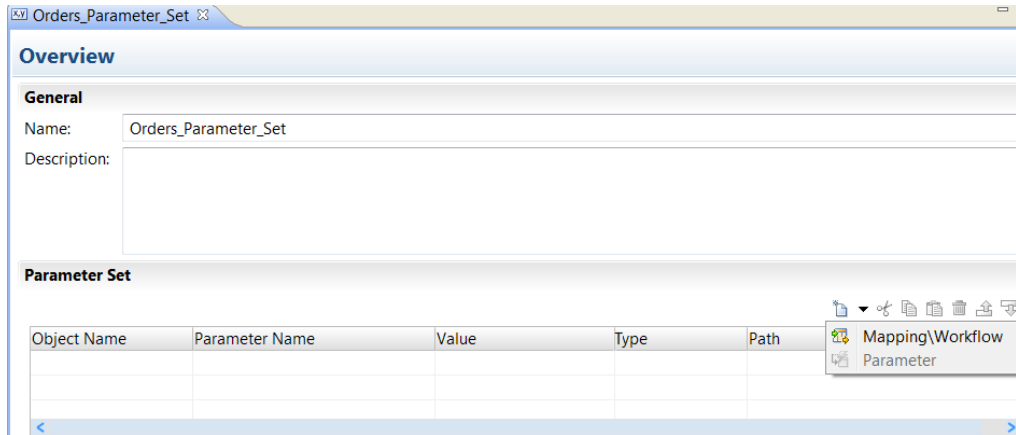 x,y Orders_Parameter_Set
Overview
General
Name: Orders_Parameter_Set
Description:
Parameter Set
Object Name Parameter Name Value Type Path
Mapping\Workflow
Parameter